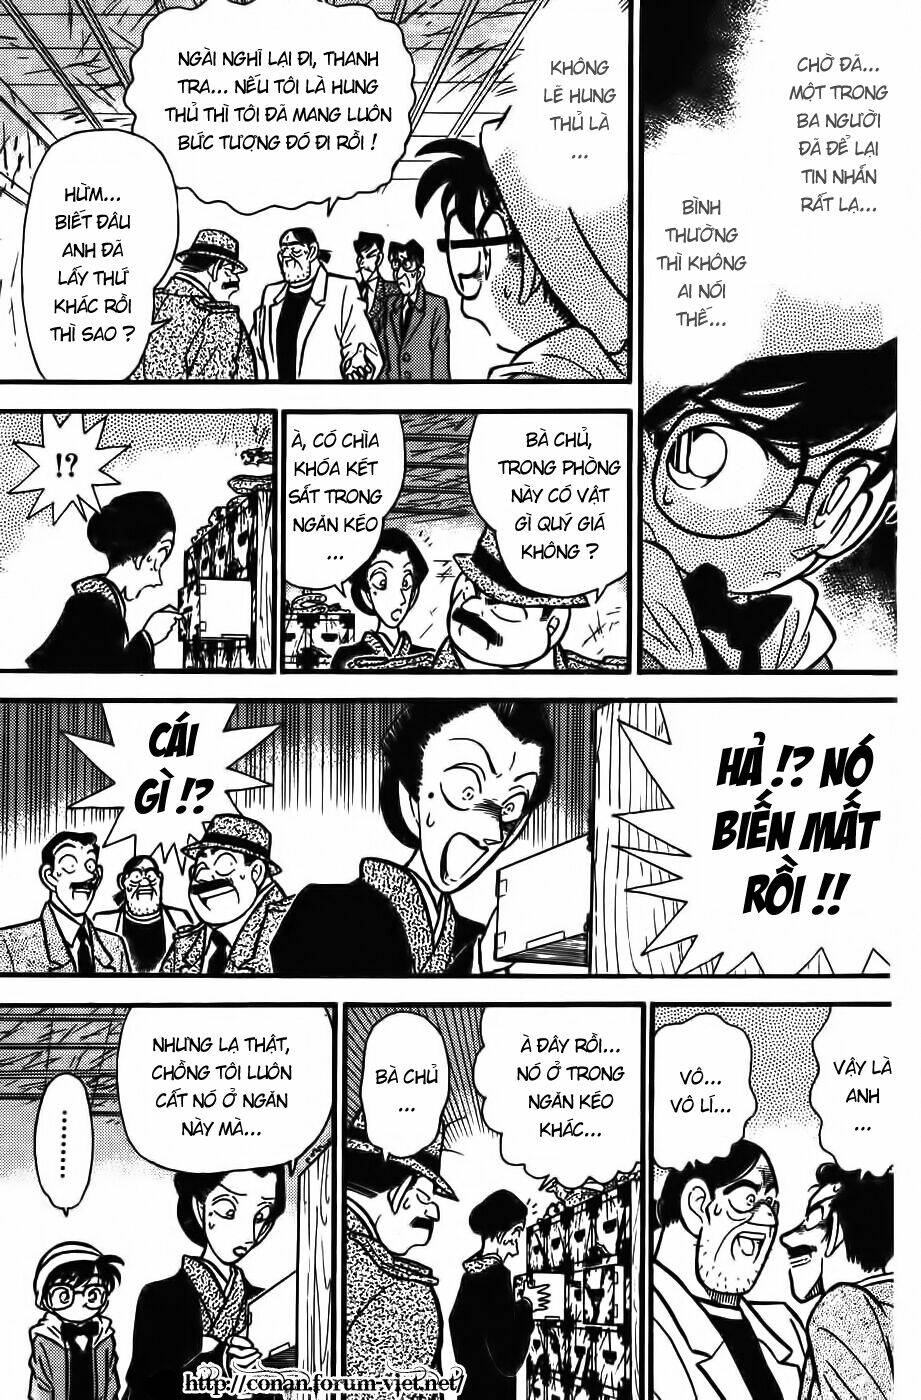 CHỜ ĐÃ...
MỘT TRONG
BA NGƯỜI
ĐÃ ĐỂ LẠI
TIN NHẮN
RẤT LẠ...
BÌNH
THƯỜNG
THÌ KHÔNG
AI NÓI
THẾ...
KHÔNG
LẼ HUNG
THỦ LÀ
...
NGÀI NGHĨ LẠI ĐI, THANH
TRA... NẾU TÔI LÀ HUNG
THỦ THÌ TÔI ĐÃ MANG LUÔN
BỨC TƯỢNG ĐÓ ĐI RỒI !
HỪM...
BIẾT ĐÂU
ANH ĐÃ
LẤY THỨ
KHÁC RỒI
THÌ SAO ?
BÀ CHỦ,
TRONG PHÒNG
NÀY CÓ VẬT
GÌ QUÝ GIÁ
KHÔNG ?
À, CÓ CHÌA
KHÓA KÉT
SẮT TRONG
NGĂN KÉO
...
!?
HẢ !? NÓ
BIẾN MẤT
RỒI !!
CÁI
GÌ !?
VẬY LÀ
ANH
...
VÔ...
VÔ LÍ...
À ĐÂY RỒI...
NÓ Ở TRONG
NGĂN KÉO
KHÁC...
BÀ CHỦ
...
NHƯNG LẠ THẬT,
CHỒNG TÔI LUÔN
CẤT NÓ Ở NGĂN
NÀY MÀ...
.........
http://conan.forum-viet.net/